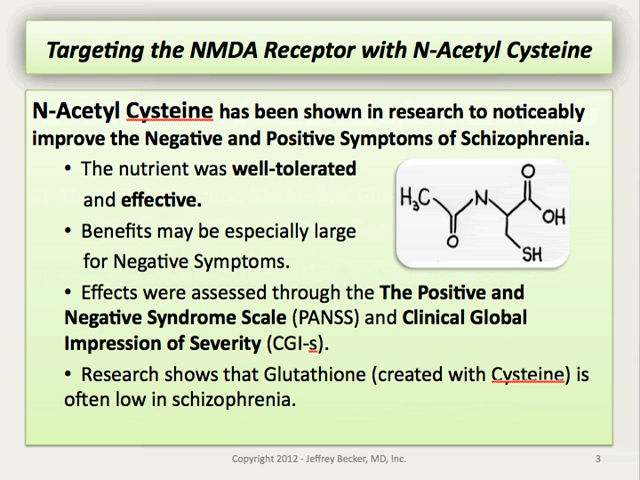 Targeting the NMDA Receptor with N-Acetyl Cysteine
N-Acetyl Cysteine has been shown in research to noticeably
improve the Negative and Positive Symptoms of Schizophrenia.
• The nutrient was well-tolerated
and effective.
• Benefits may be especially large
for Negative Symptoms.
H₃C
N
O
OH
O
SH
• Effects were assessed through the The Positive and
Negative Syndrome Scale (PANSS) and Clinical Global
Impression of Severity (CGI-s).
• Research shows that Glutathione (created with Cysteine) is
often low in schizophrenia.
Copyright 2012 - Jeffrey Becker, MD, Inc.
3